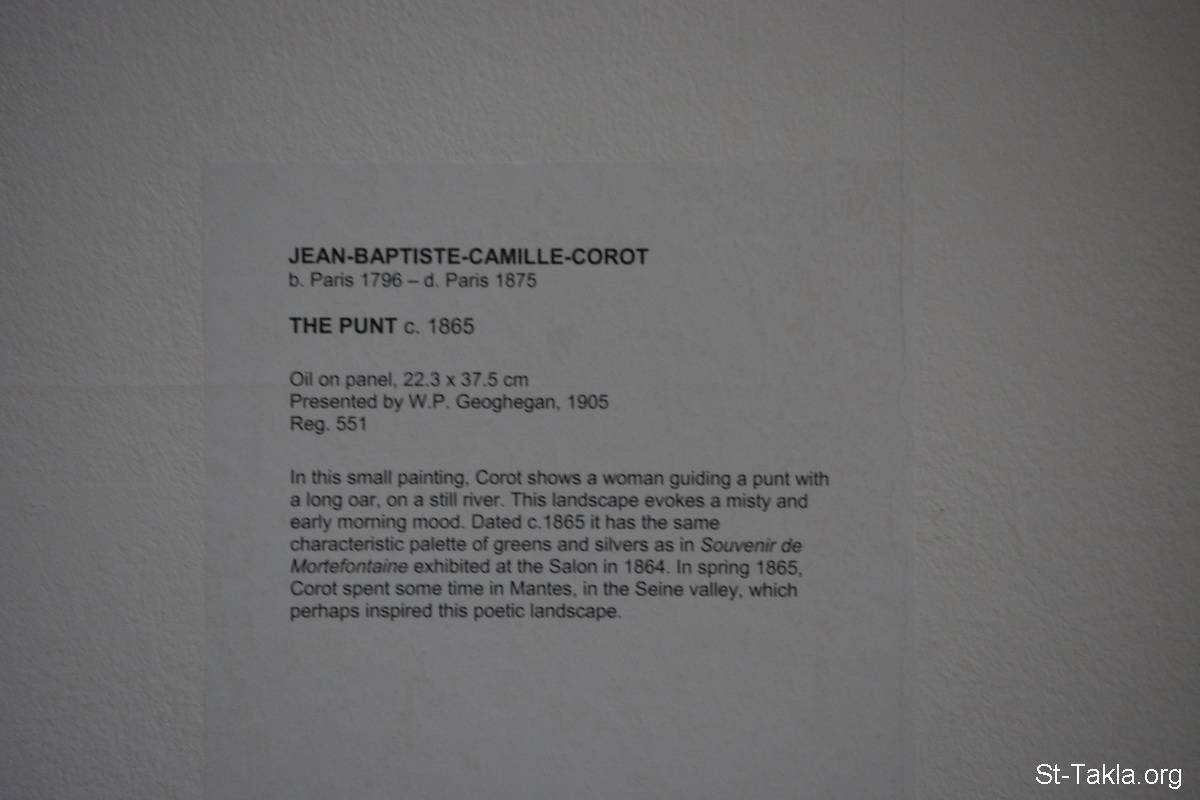 JEAN-BAPTISTE-CAMILLE-COROT
b. Paris 1796 – d. Paris 1875
THE PUNT c. 1865
Oil on panel, 22.3 x 37.5 cm
Presented by W.P. Geoghegan, 1905
Reg. 551
In this small painting, Corot shows a woman guiding a punt with
a long oar, on a still river. This landscape evokes a misty and
early morning mood. Dated c.1865 it has the same
characteristic palette of greens and silvers as in Souvenir de
Mortefontaine exhibited at the Salon in 1864. In spring 1865,
Corot spent some time in Mantes, in the Seine valley, which
perhaps inspired this poetic landscape.
St-Takla.org